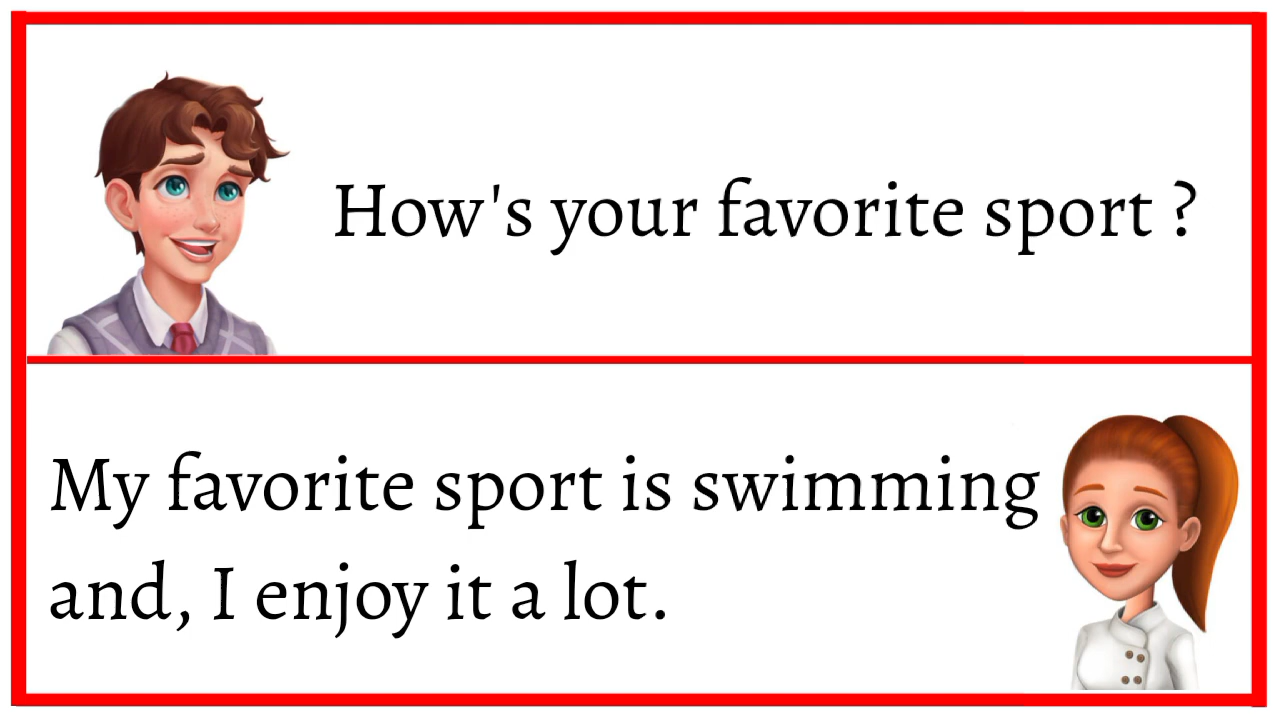 How's your favorite sport ?
My favorite sport is swimming
and, I enjoy it a lot.